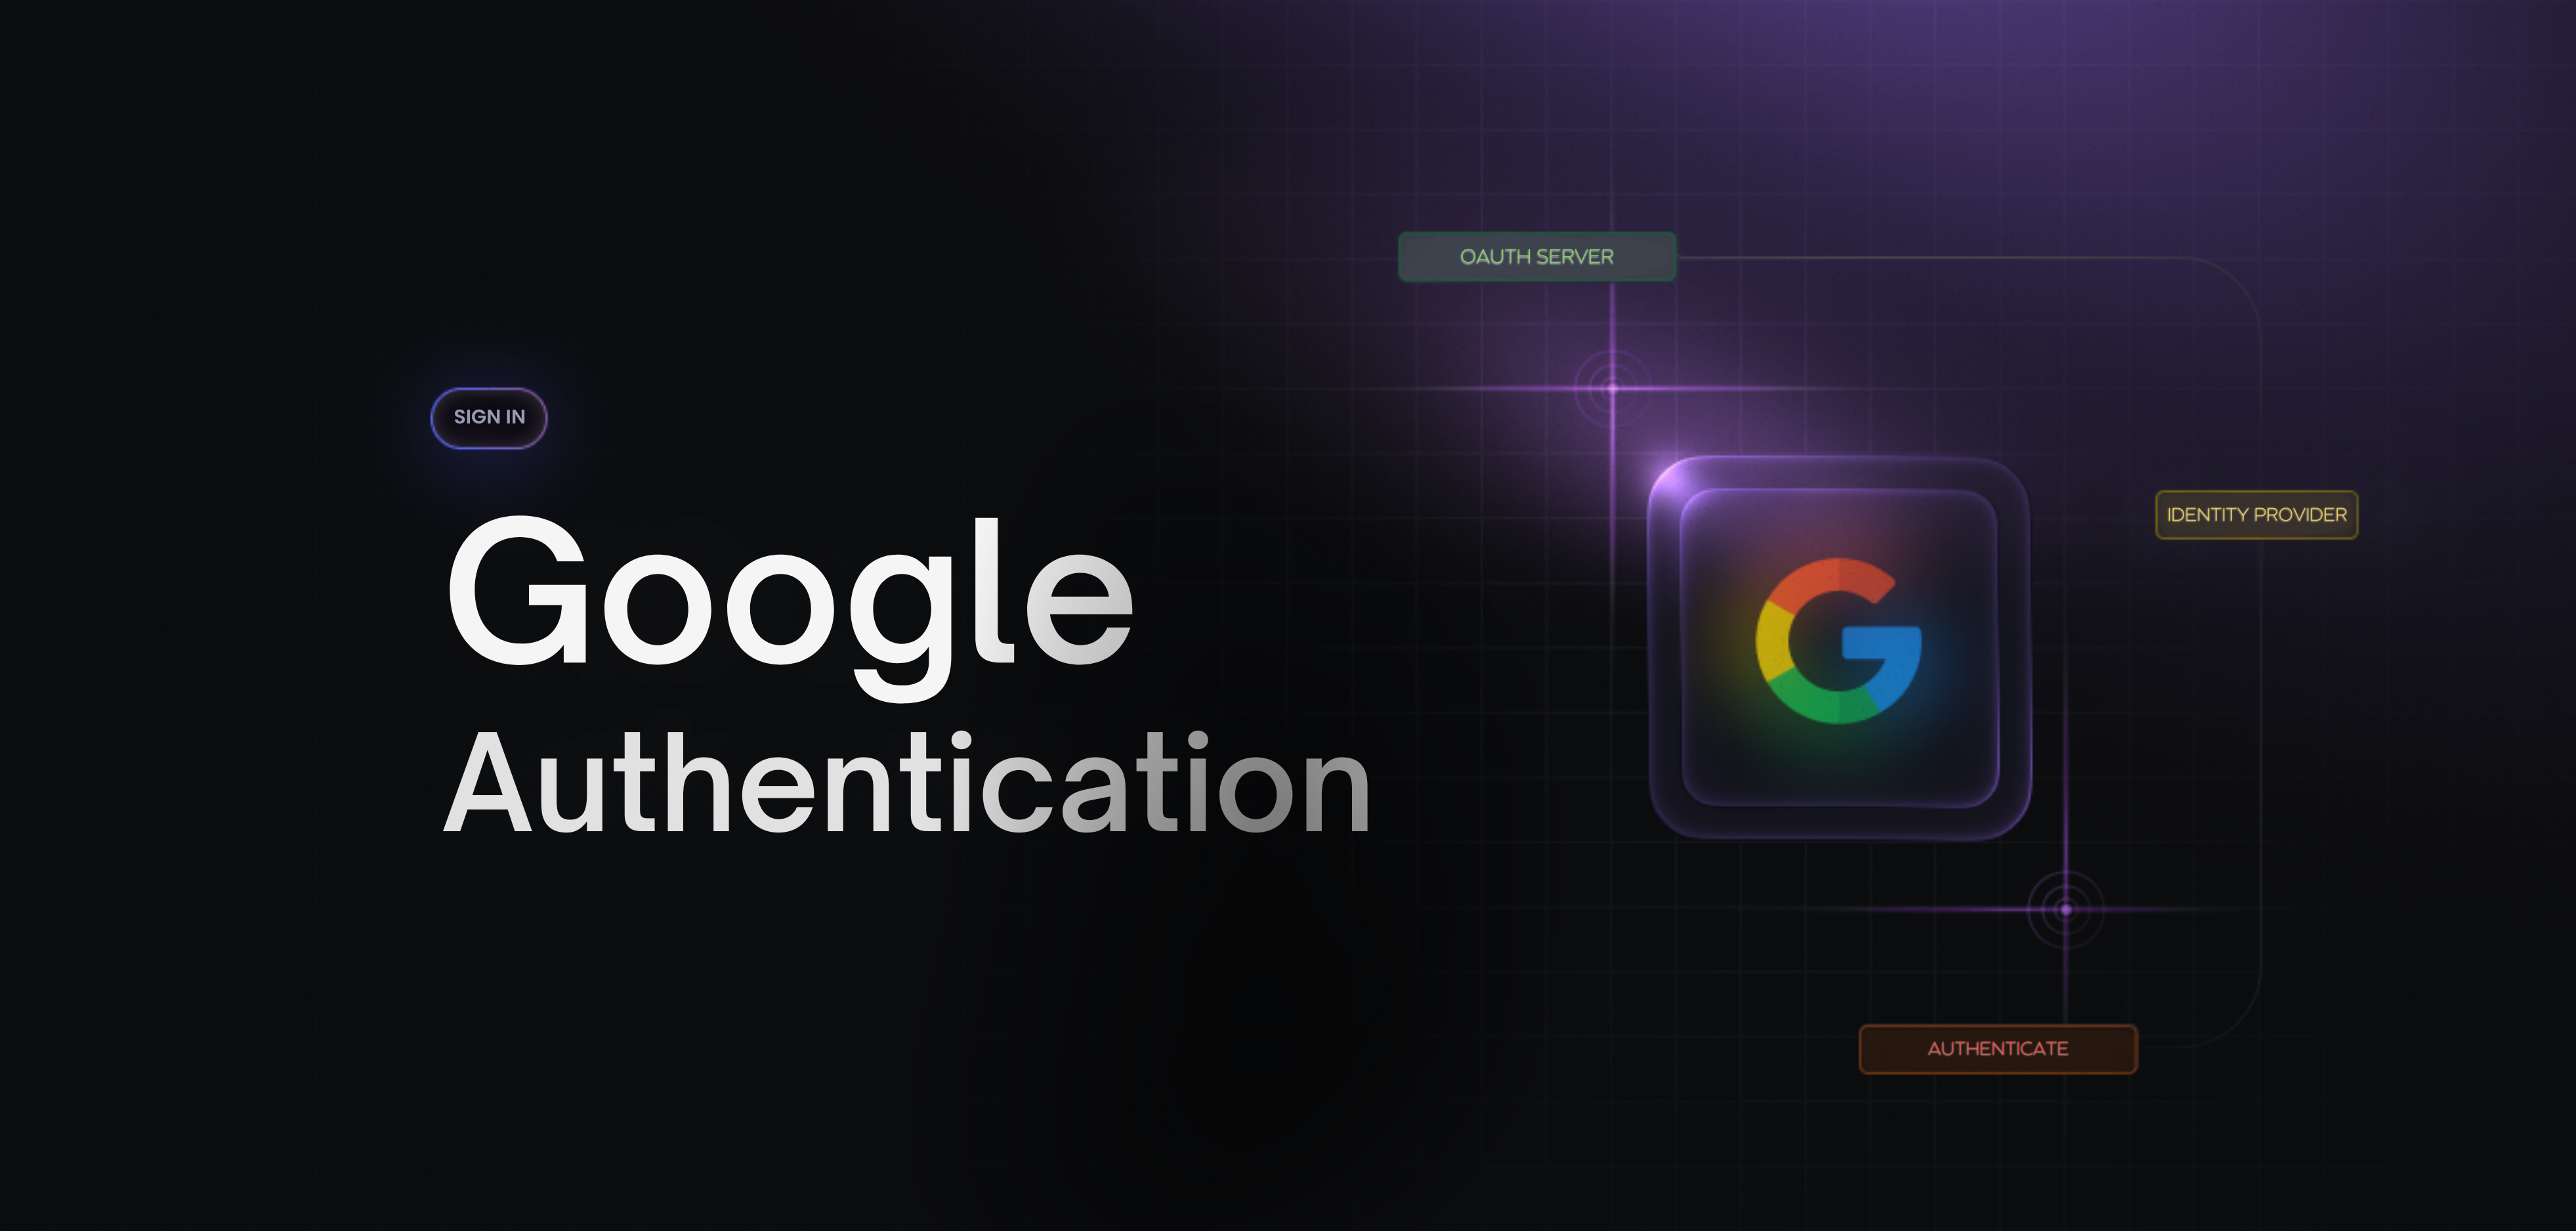 OAUTH SERVER
SIGN IN
Google
Authentication
IDENTITY PROVIDER
AUTHENTICATE